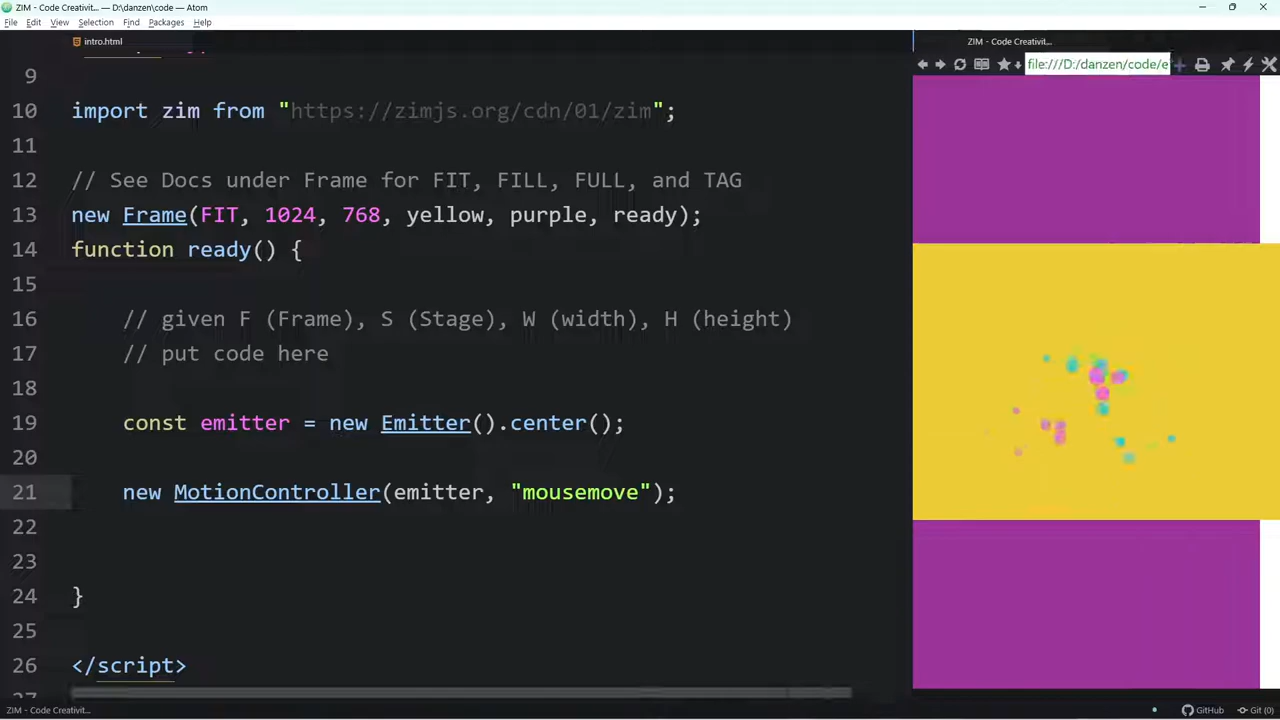 ZIM - Code Creativit... — D:\danzen\code — Atom
File Edit View Selection Find Packages Help
intro.html
ZIM - Code Creativit...
file:///D:/danzen/code/e
9
10 import zim from "https://zimjs.org/cdn/01/zim";
11
12 // See Docs under Frame for FIT, FILL, FULL, and TAG
13 new Frame(FIT, 1024, 768, yellow, purple, ready);
14 function ready() {
15
16 // given F (Frame), S (Stage), W (width), H (height)
17 // put code here
18
19 const emitter = new Emitter().center();
20
21 new MotionController(emitter, "mousemove");
22
23
24 }
25
26 </script>
ZIM - Code Creativit...
GitHub Git (0)